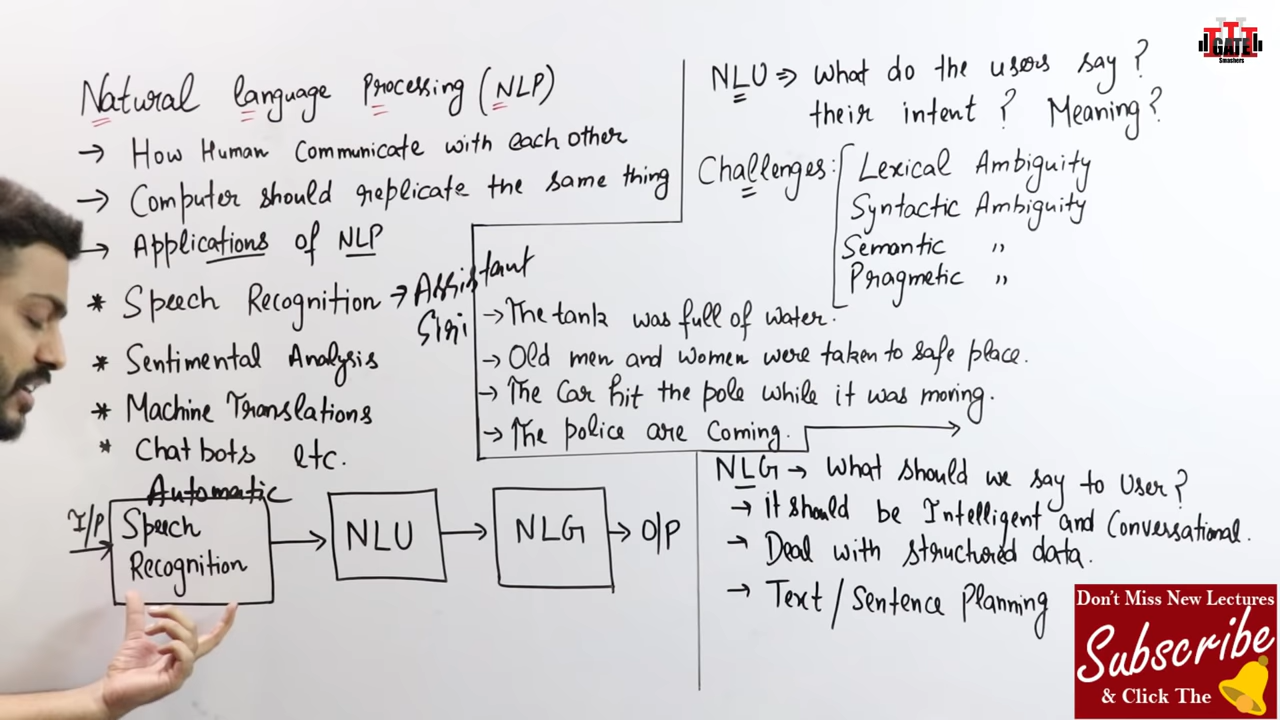 Natural language Processing (NLP)
→ How Human Communicate with each other
→ Computer should replicate the same thing
→ Applications of NLP
* Speech Recognition → Assistant
Siri
* Sentimental Analysis
* Machine Translations
* Chatbots etc.
Automatic
I/P
Speech
Recognition
NLU
NLG
O/P
NLU ⇒ What do the users say?
their intent? Meaning?
Challenges: Lexical Ambiguity
Syntactic Ambiguity
Semantic "
Pragmetic "
→ The tank was full of water.
→ Old men and women were taken to safe place.
→ The Car hit the pole while it was moving.
→ The police are coming.
NLG → What should we say to User?
→ it should be Intelligent and Conversational.
→ Deal with structured data.
→ Text / Sentence Planning
GATE
Smashers
Don't Miss New Lectures
Subscribe
& Click The